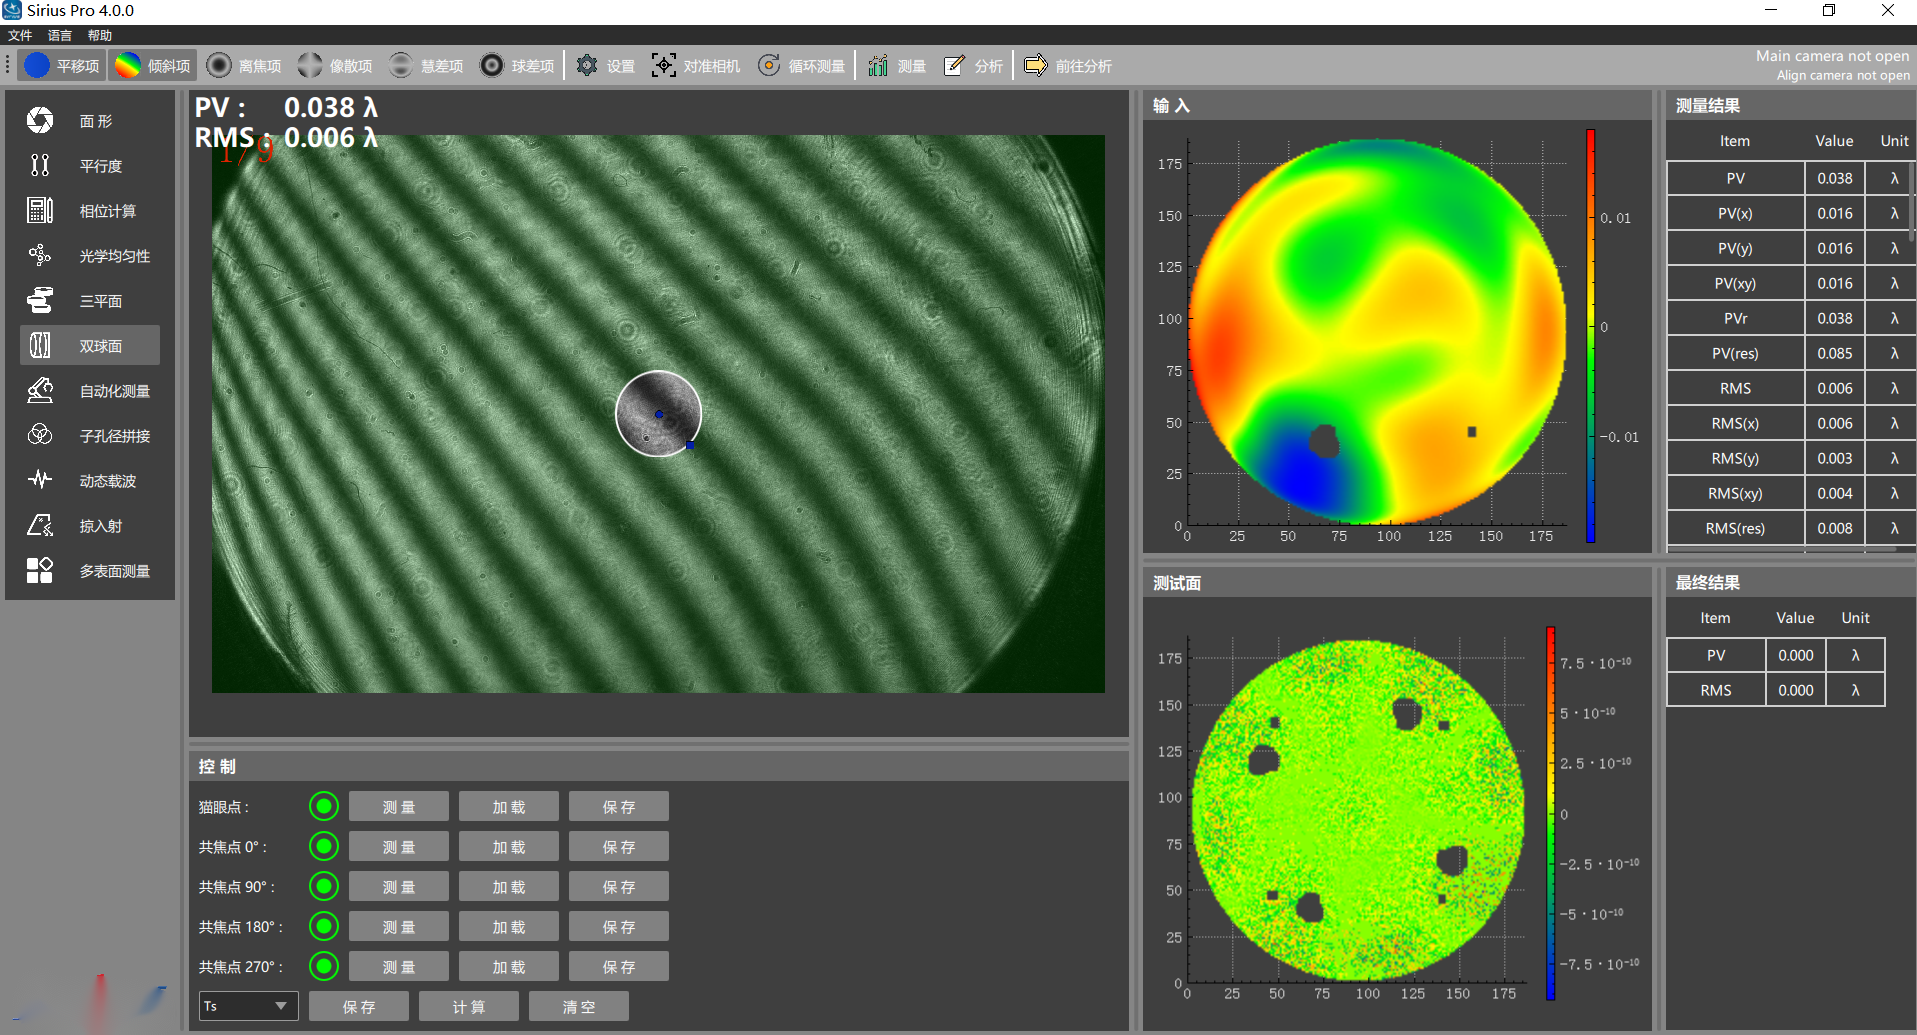 Sirius Pro 4.0.0
文件 语言 帮助
平移项 倾斜项 离焦项 像散项 慧差项 球差项 设置 对准相机 循环测量 测量 分析 前往分析
Main camera not open
Align camera not open
面 形
平行度
相位计算
光学均匀性
三平面
双球面
自动化测量
子孔径拼接
动态载波
掠入射
多表面测量
PV : 0.038 λ
RMS : 0.006 λ
1/9
控 制
猫眼点 : 测 量 加 载 保 存
共焦点 0° : 测 量 加 载 保 存
共焦点 90° : 测 量 加 载 保 存
共焦点 180° : 测 量 加 载 保 存
共焦点 270° : 测 量 加 载 保 存
Ts 保 存 计 算 清 空
输 入
175
150
125
100
75
50
25
0
0 25 50 75 100 125 150 175
0.01
0
-0.01
测试面
175
150
125
100
75
50
25
0
0 25 50 75 100 125 150 175
7.5·10⁻¹⁰
5·10⁻¹⁰
2.5·10⁻¹⁰
0
-2.5·10⁻¹⁰
-5·10⁻¹⁰
-7.5·10⁻¹⁰
测量结果
Item Value Unit
PV 0.038 λ
PV(x) 0.016 λ
PV(y) 0.016 λ
PV(xy) 0.016 λ
PVr 0.038 λ
PV(res) 0.085 λ
RMS 0.006 λ
RMS(x) 0.006 λ
RMS(y) 0.003 λ
RMS(xy) 0.004 λ
RMS(res) 0.008 λ
最终结果
Item Value Unit
PV 0.000 λ
RMS 0.000 λ